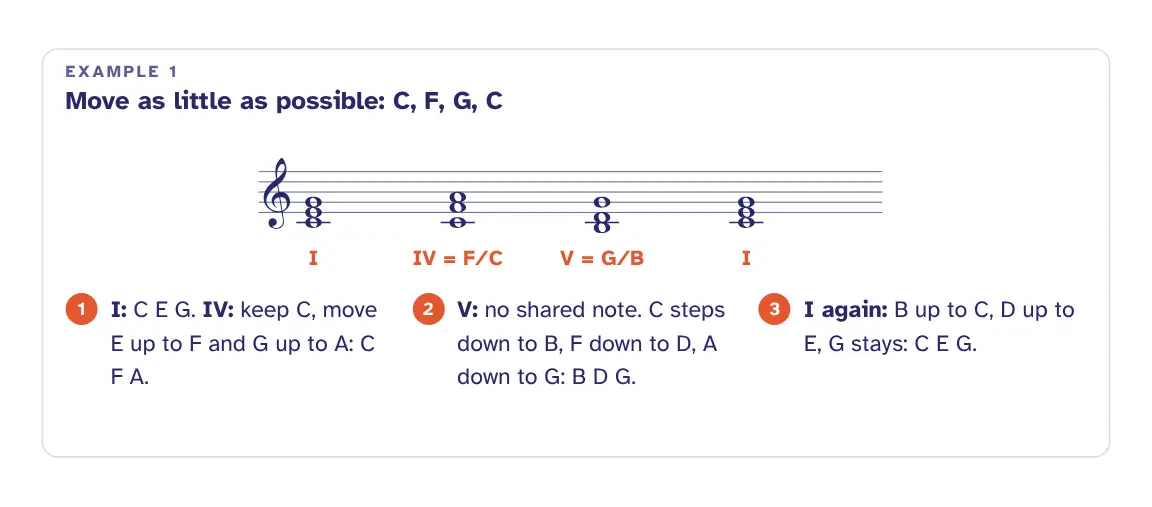 EXAMPLE 1
Move as little as possible: C, F, G, C
I
IV = F/C
V = G/B
I
1
I: C E G. IV: keep C, move
E up to F and G up to A: C
F A.
2
V: no shared note. C steps
down to B, F down to D, A
down to G: B D G.
3
I again: B up to C, D up to
E, G stays: C E G.